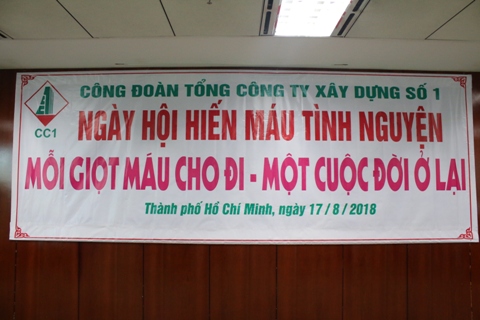 CÔNG ĐOÀN TỔNG CÔNG TY XÂY DỰNG SỐ 1
CC1
NGÀY HỘI HIẾN MÁU TÌNH NGUYỆN
MỖI GIỌT MÁU CHO ĐI - MỘT CUỘC ĐỜI Ở LẠI
Thành phố Hồ Chí Minh, ngày 17/8/2018